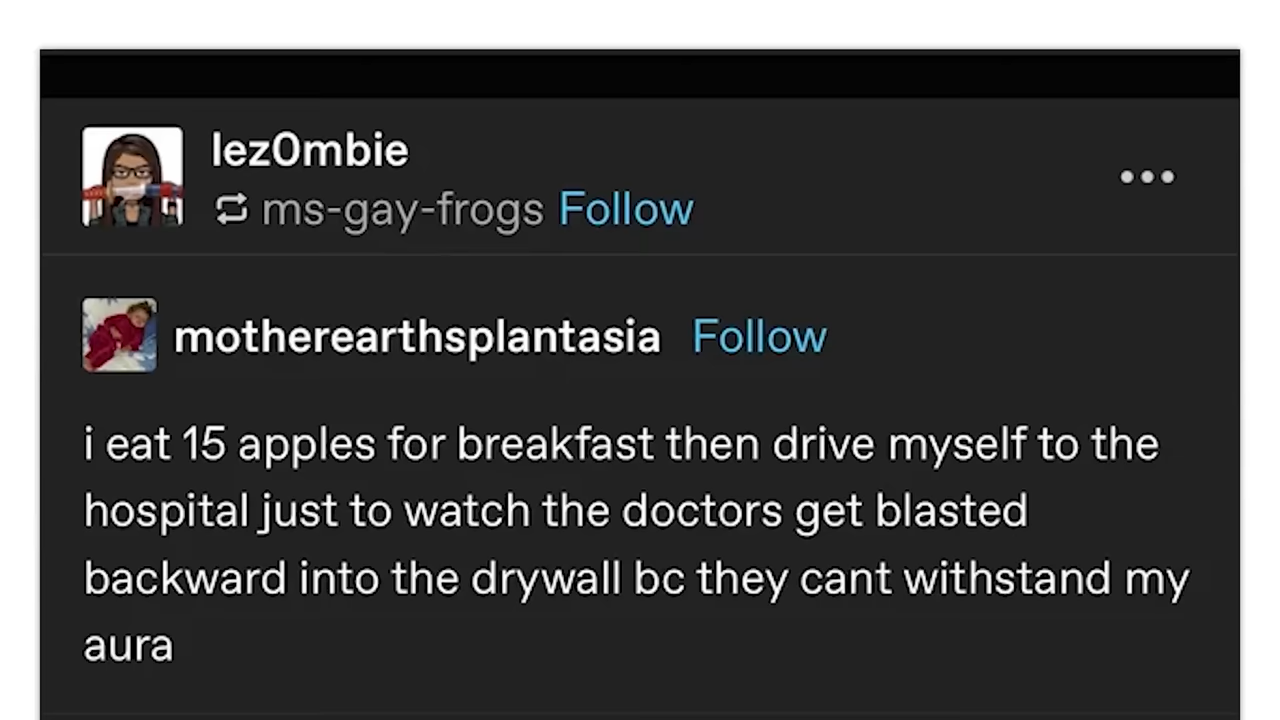 lez0mbie
ms-gay-frogs Follow
motherearthsplantasia Follow
i eat 15 apples for breakfast then drive myself to the
hospital just to watch the doctors get blasted
backward into the drywall bc they cant withstand my
aura